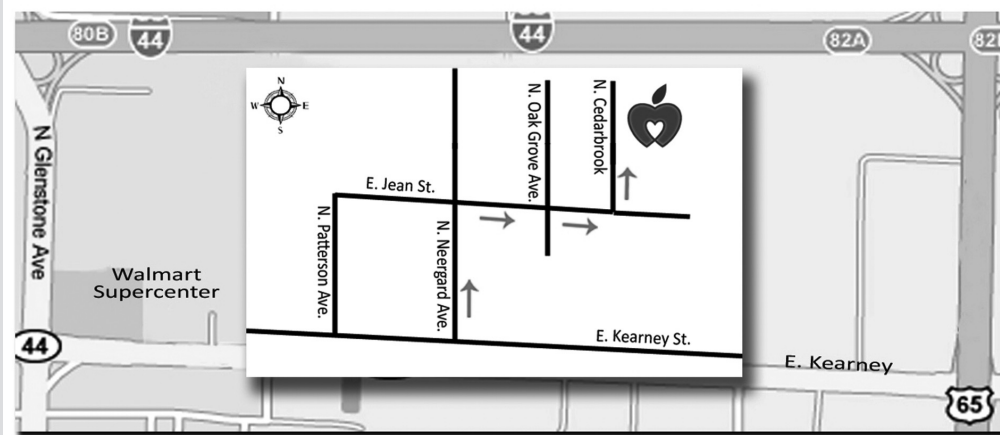 80B
44
44
82A
82
N Glenstone Ave
N
W
E
S
N. Oak Grove Ave.
N. Cedarbrook
E. Jean St.
N. Patterson Ave.
N. Neergard Ave.
Walmart
Supercenter
E. Kearney St.
44
E. Kearney
65